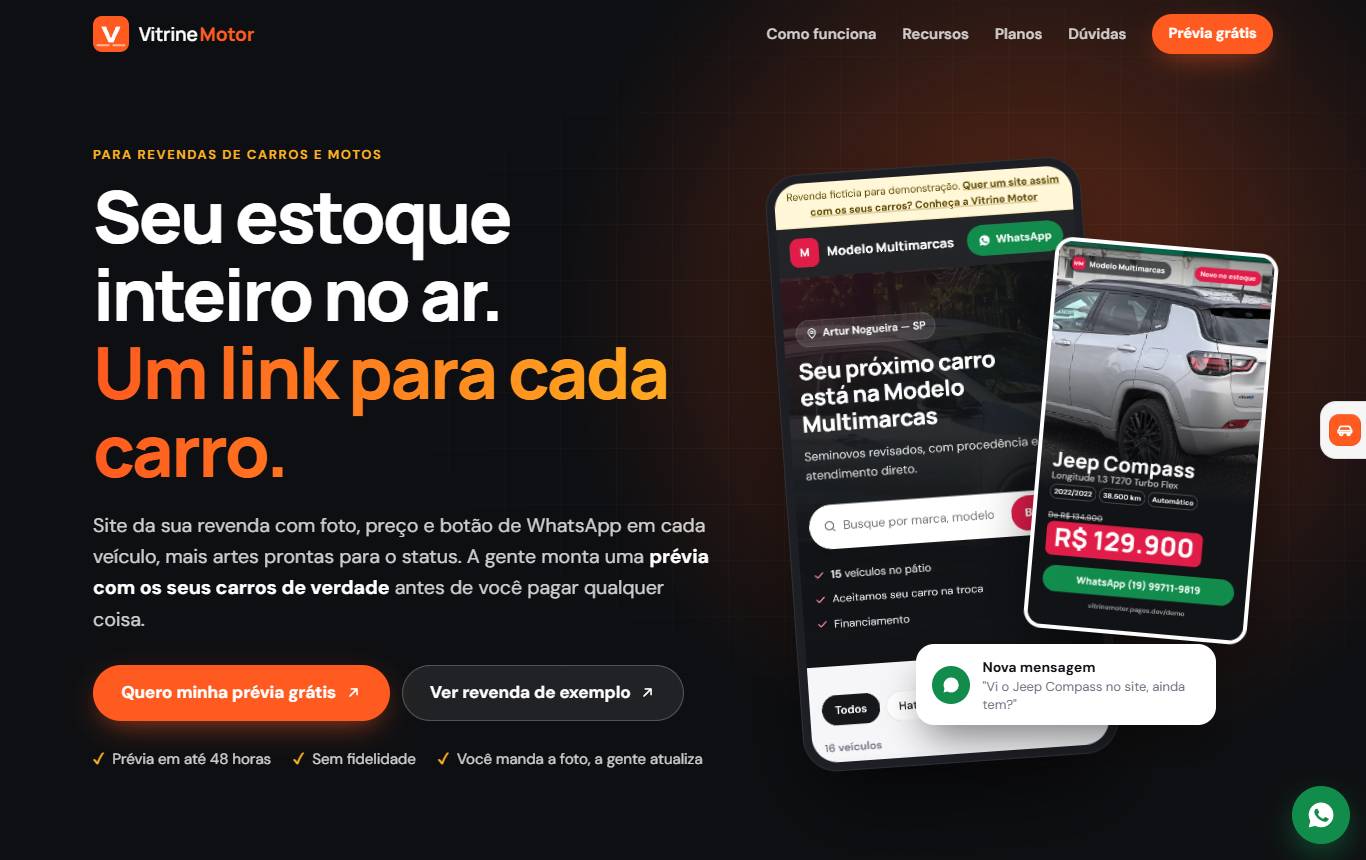 V VitrineMotor
Como funciona
Recursos
Planos
Dúvidas
Prévia grátis
PARA REVENDAS DE CARROS E MOTOS
Seu estoque
inteiro no ar.
Um link para cada
carro.
Site da sua revenda com foto, preço e botão de WhatsApp em cada
veículo, mais artes prontas para o status. A gente monta uma prévia
com os seus carros de verdade antes de você pagar qualquer
coisa.
Quero minha prévia grátis
Ver revenda de exemplo
Prévia em até 48 horas
Sem fidelidade
Você manda a foto, a gente atualiza
Revenda fictícia para demonstração. Quer um site assim
com os seus carros? Conheça a Vitrine Motor
M Modelo Multimarcas
WhatsApp
Artur Nogueira — SP
Seu próximo carro
está na Modelo
Multimarcas
Seminovos revisados, com procedência e
atendimento direto.
Busque por marca, modelo
15 veículos no pátio
Aceitamos seu carro na troca
Financiamento
Todos
16 veículos
MM Modelo Multimarcas
Novo no estoque
Jeep Compass
Longitude 1.3 T270 Turbo Flex
2022/2022
38.500 km
Automático
De R$ 134.900
R$ 129.900
WhatsApp (19) 99711-9819
vitrinemotor.pages.dev/demo
Nova mensagem
"Vi o Jeep Compass no site, ainda
tem?"